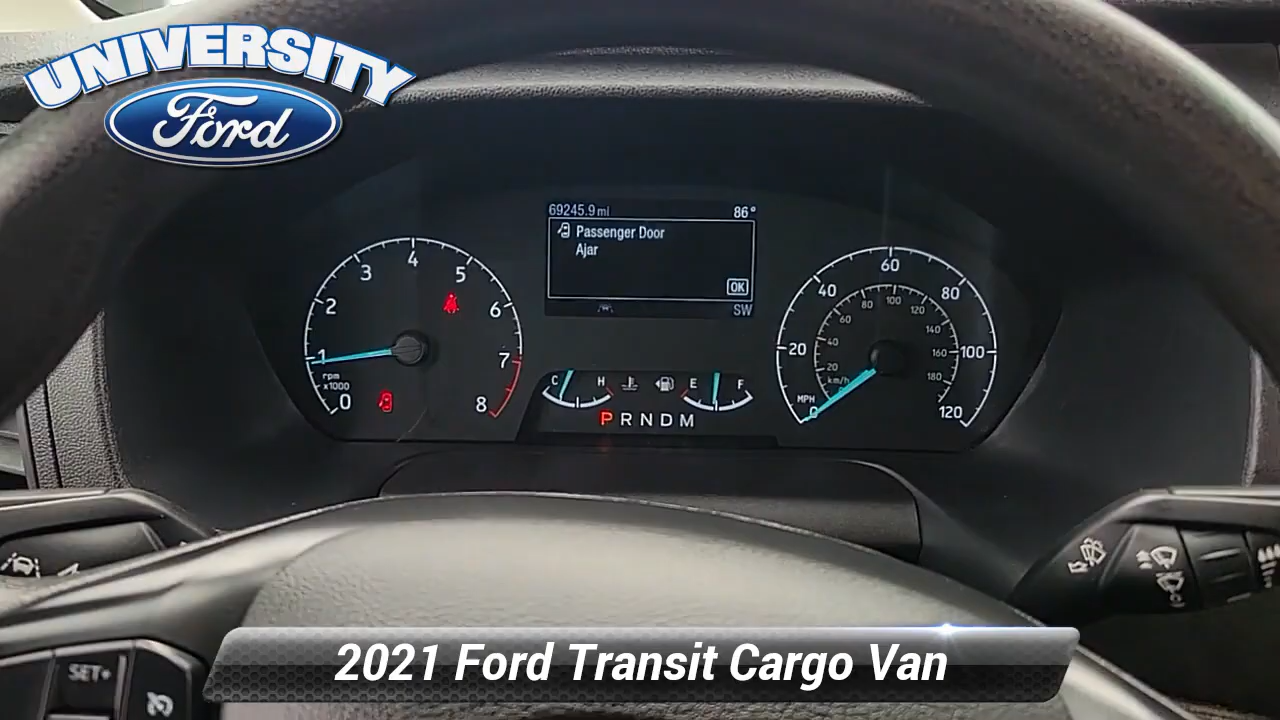 UNIVERSITY
Ford
69245.9 mi 86°
Passenger Door
Ajar
OK
SW
0 1 2 3 4 5 6 7 8
rpm
x1000
C H E F
P R N D M
0 20 40 60 80 100 120
MPH
20 40 60 80 100 120 140 160 180
km/h
SET+
2021 Ford Transit Cargo Van